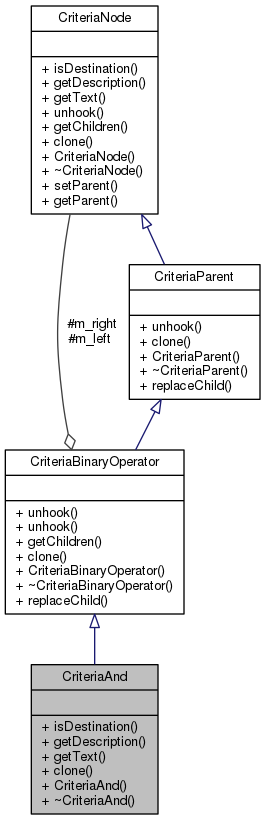 CriteriaNode
+ isDestination()
+ getDescription()
+ getText()
+ unhook()
+ getChildren()
+ clone()
+ CriteriaNode()
+ ~CriteriaNode()
+ setParent()
+ getParent()
CriteriaParent
+ unhook()
+ clone()
+ CriteriaParent()
+ ~CriteriaParent()
+ replaceChild()
#m_right
#m_left
CriteriaBinaryOperator
+ unhook()
+ unhook()
+ getChildren()
+ clone()
+ CriteriaBinaryOperator()
+ ~CriteriaBinaryOperator()
+ replaceChild()
CriteriaAnd
+ isDestination()
+ getDescription()
+ getText()
+ clone()
+ CriteriaAnd()
+ ~CriteriaAnd()